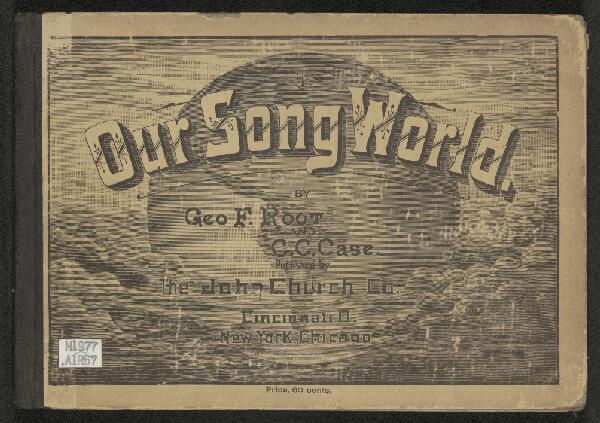 Our Song World.
BY
Geo F. Root
AND
C.C. Case.
Published by
The John Church Co.
Cincinnati O.
New York. Chicago
M1977
.A1R67
Price, 60 cents.